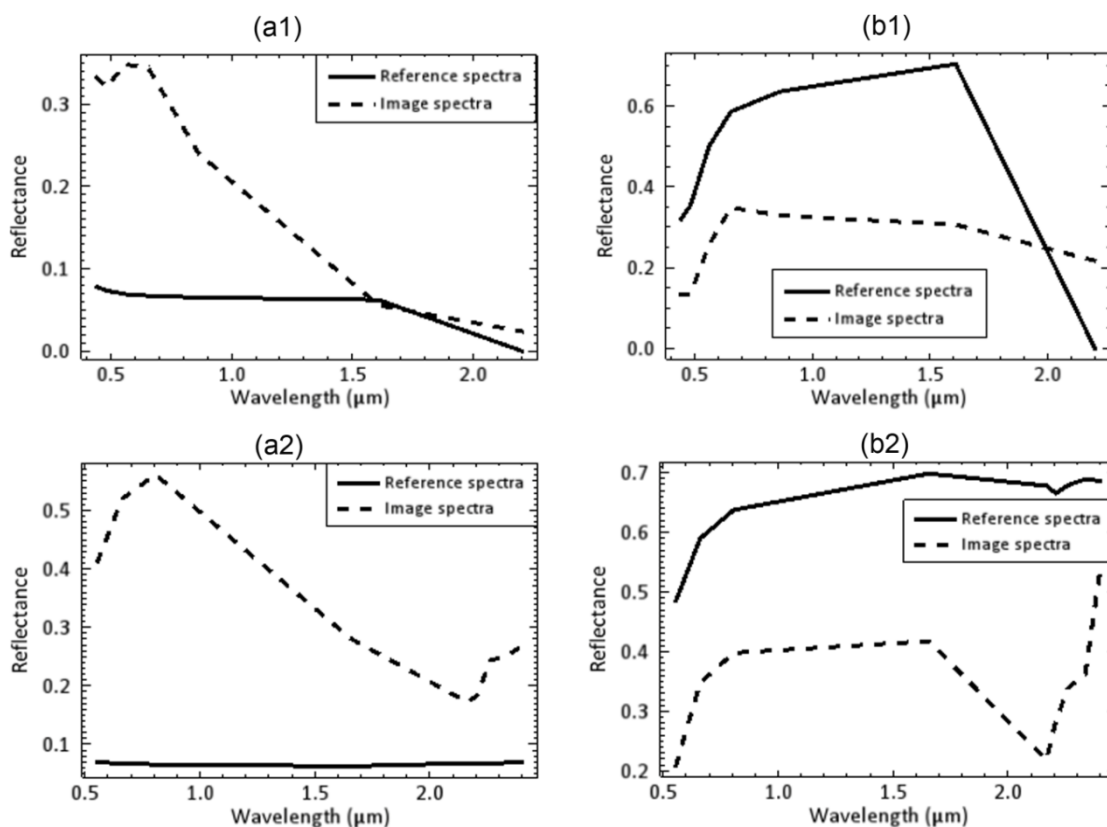 (a1)
Reference spectra
Image spectra
Reflectance
0.3
0.2
0.1
0.0
0.5 1.0 1.5 2.0
Wavelength (μm)
(b1)
Reflectance
0.6
0.4
0.2
0.0
Reference spectra
Image spectra
0.5 1.0 1.5 2.0
Wavelength (μm)
(a2)
Reference spectra
Image spectra
Reflectance
0.5
0.4
0.3
0.2
0.1
0.5 1.0 1.5 2.0
Wavelength (μm)
(b2)
Reflectance
0.7
0.6
0.5
0.4
0.3
0.2
Reference spectra
Image spectra
0.5 1.0 1.5 2.0
Wavelength (μm)